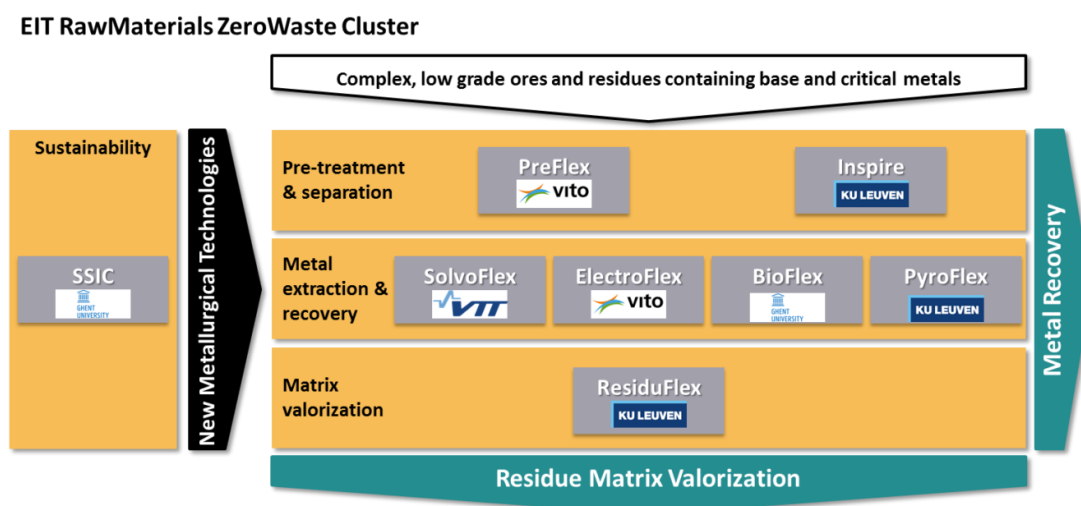 EIT RawMaterials ZeroWaste Cluster
Complex, low grade ores and residues containing base and critical metals
Sustainability
SSIC
GHENT
UNIVERSITY
New Metallurgical Technologies
Pre-treatment
& separation
PreFlex
vito
Inspire
KU LEUVEN
Metal
extraction &
recovery
SolvoFlex
VTT
ElectroFlex
vito
BioFlex
GHENT
UNIVERSITY
PyroFlex
KU LEUVEN
Matrix
valorization
ResiduFlex
KU LEUVEN
Metal Recovery
Residue Matrix Valorization